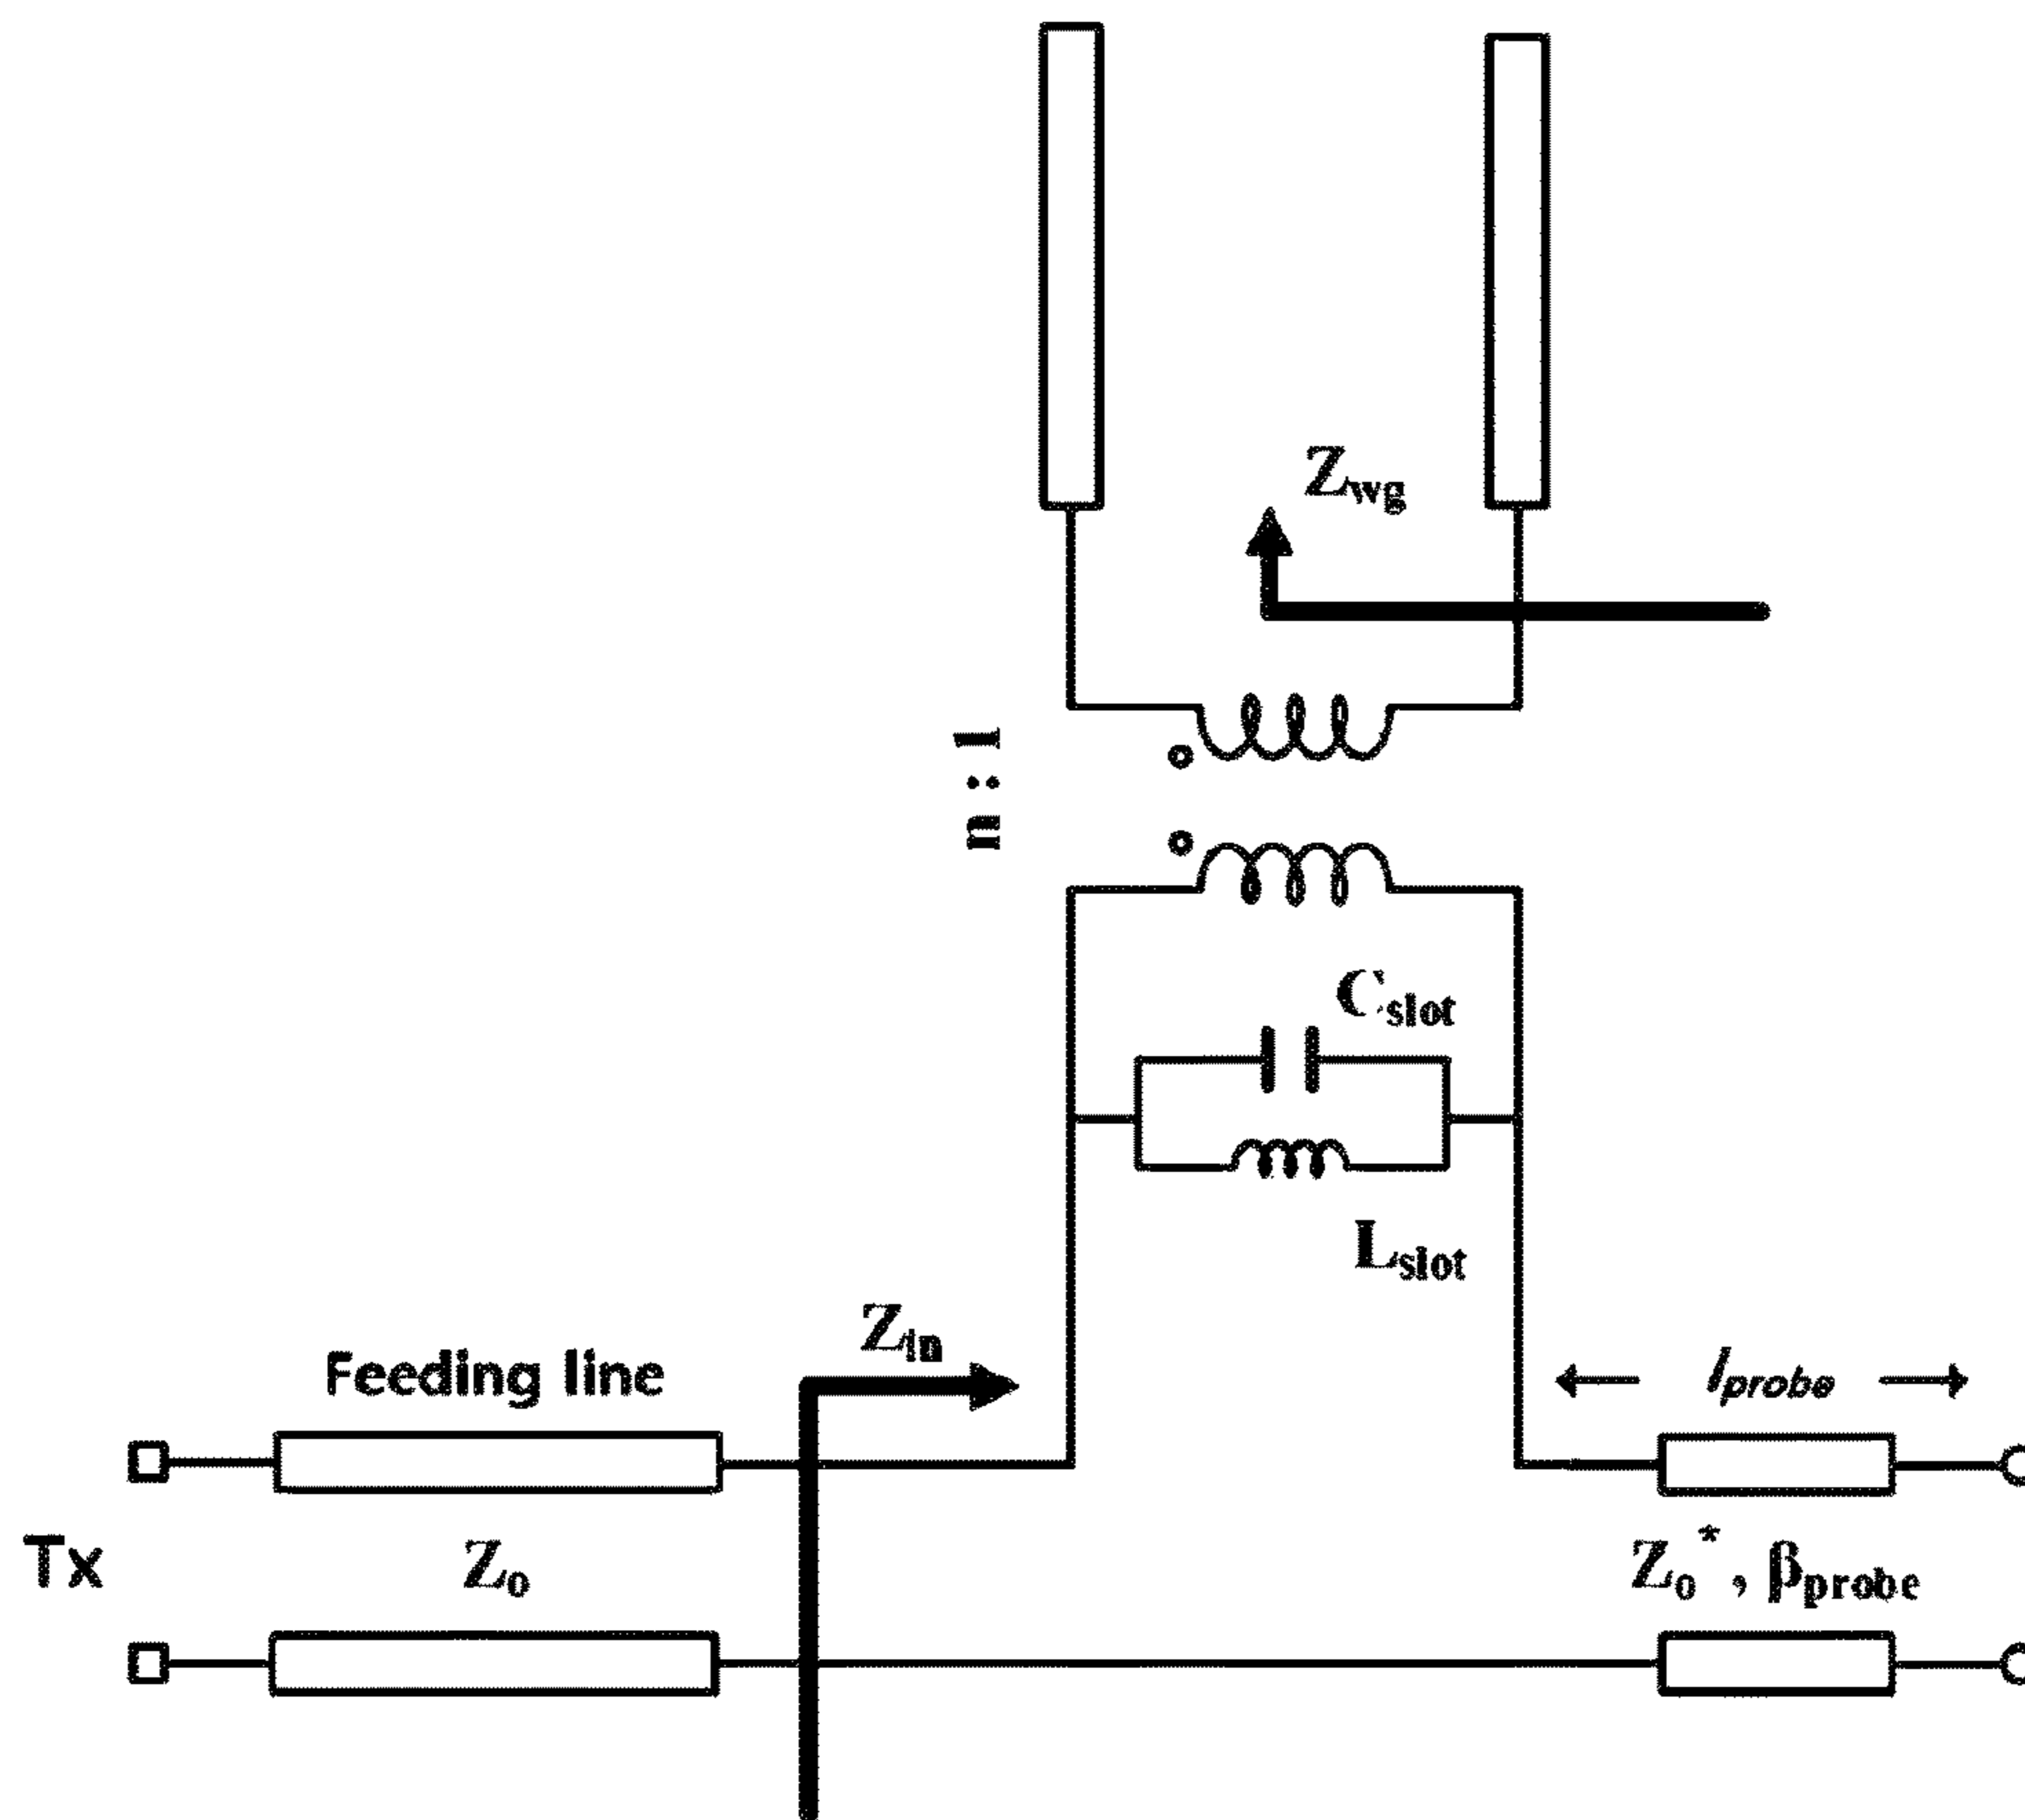 Zwg
n : 1
Cslot
Lslot
Zin
Feeding line
lprobe
Tx
Zo
Zo*, βprobe